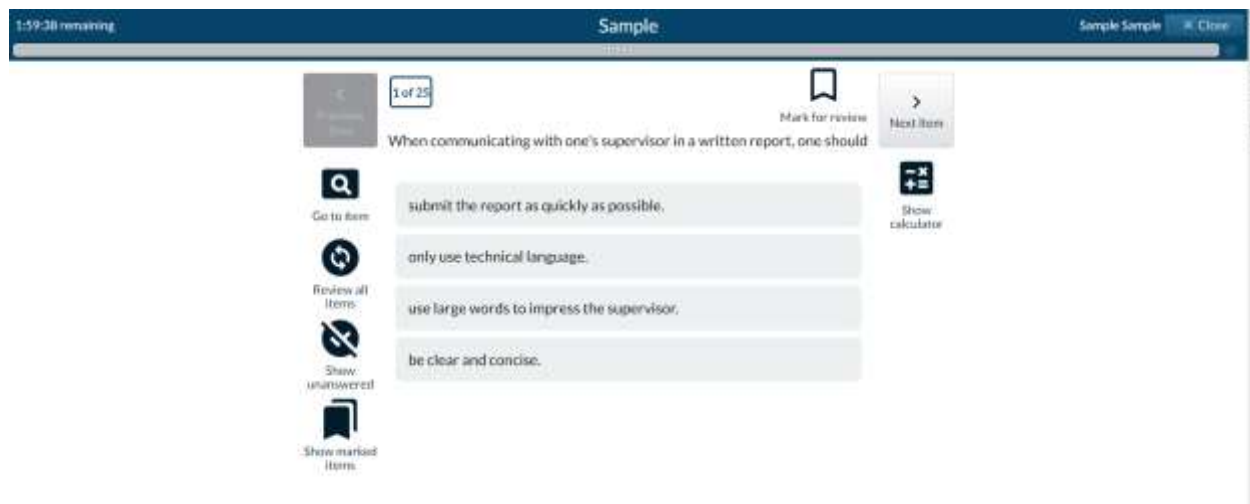 1:59:38 remaining
Sample
Sample Sample
× Close
1 of 25
Mark for review
Next item
When communicating with one's supervisor in a written report, one should
Go to item
submit the report as quickly as possible.
Show
calculator
only use technical language.
Review all
items
use large words to impress the supervisor.
be clear and concise.
Show
unanswered
Show marked
items